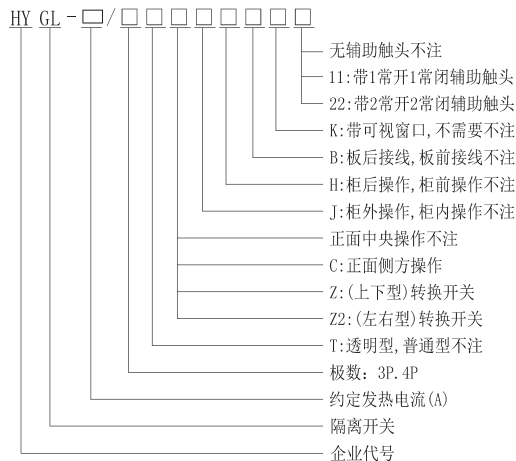 HY GL-□/□□□□□□□□
无辅助触头不注
11:带1常开1常闭辅助触头
22:带2常开2常闭辅助触头
K:带可视窗口,不需要不注
B:板后接线,板前接线不注
H:柜后操作,柜前操作不注
J:柜外操作,柜内操作不注
正面中央操作不注
C:正面侧方操作
Z:(上下型)转换开关
Z2:(左右型)转换开关
T:透明型,普通型不注
极数: 3P.4P
约定发热电流(A)
隔离开关
企业代号